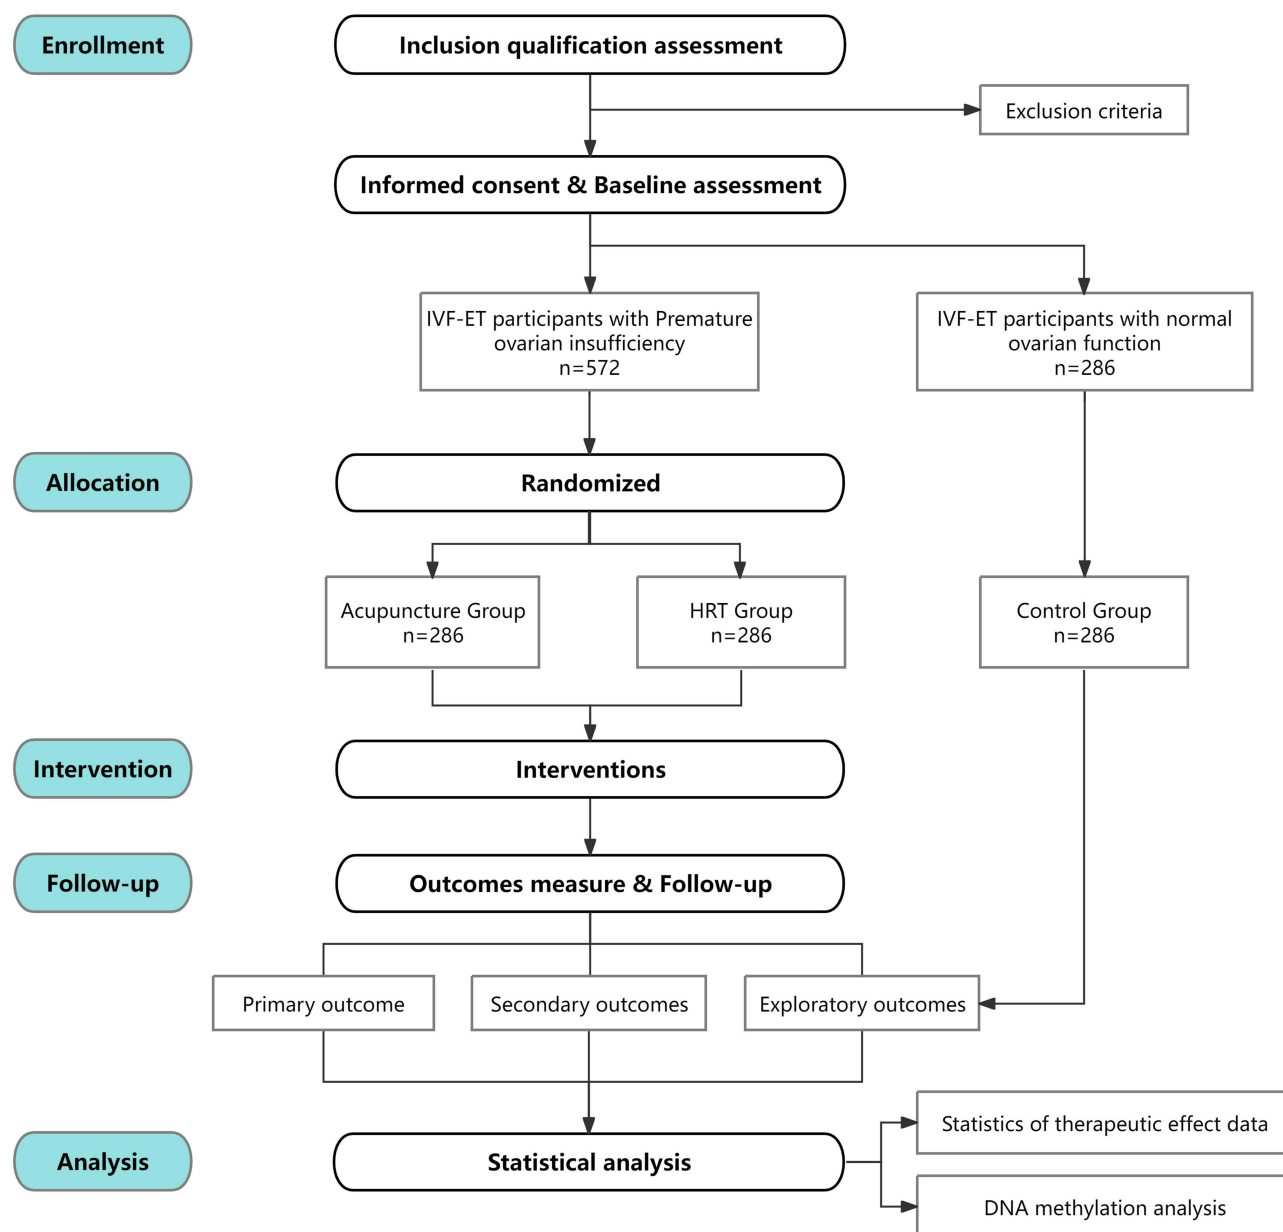 Enrollment
Inclusion qualification assessment
Exclusion criteria
Informed consent & Baseline assessment
IVF-ET participants with Premature
ovarian insufficiency
n=572
IVF-ET participants with normal
ovarian function
n=286
Allocation
Randomized
Acupuncture Group
n=286
HRT Group
n=286
Control Group
n=286
Intervention
Interventions
Follow-up
Outcomes measure & Follow-up
Primary outcome
Secondary outcomes
Exploratory outcomes
Analysis
Statistical analysis
Statistics of therapeutic effect data
DNA methylation analysis